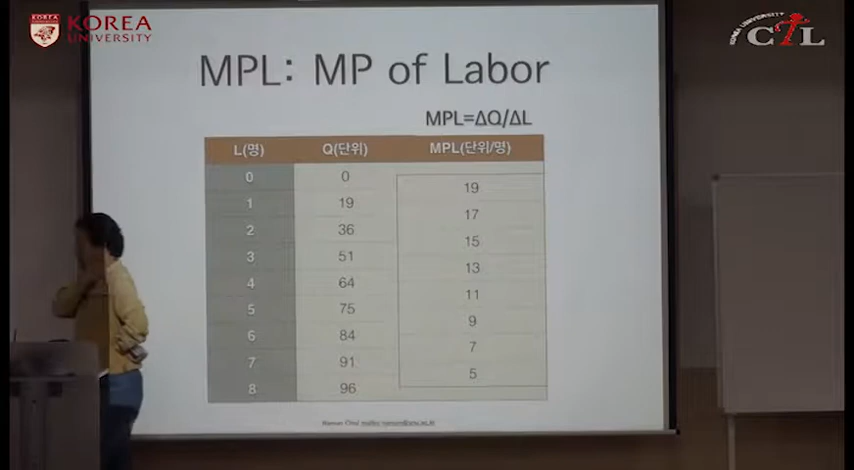 KOREA
UNIVERSITY
KOREA UNIVERSITY
CTL
MPL: MP of Labor
MPL=ΔQ/ΔL
L(명) Q(단위) MPL(단위/명)
0 0
19
1 19
17
2 36
15
3 51
13
4 64
11
5 75
9
6 84
7
7 91
5
8 96